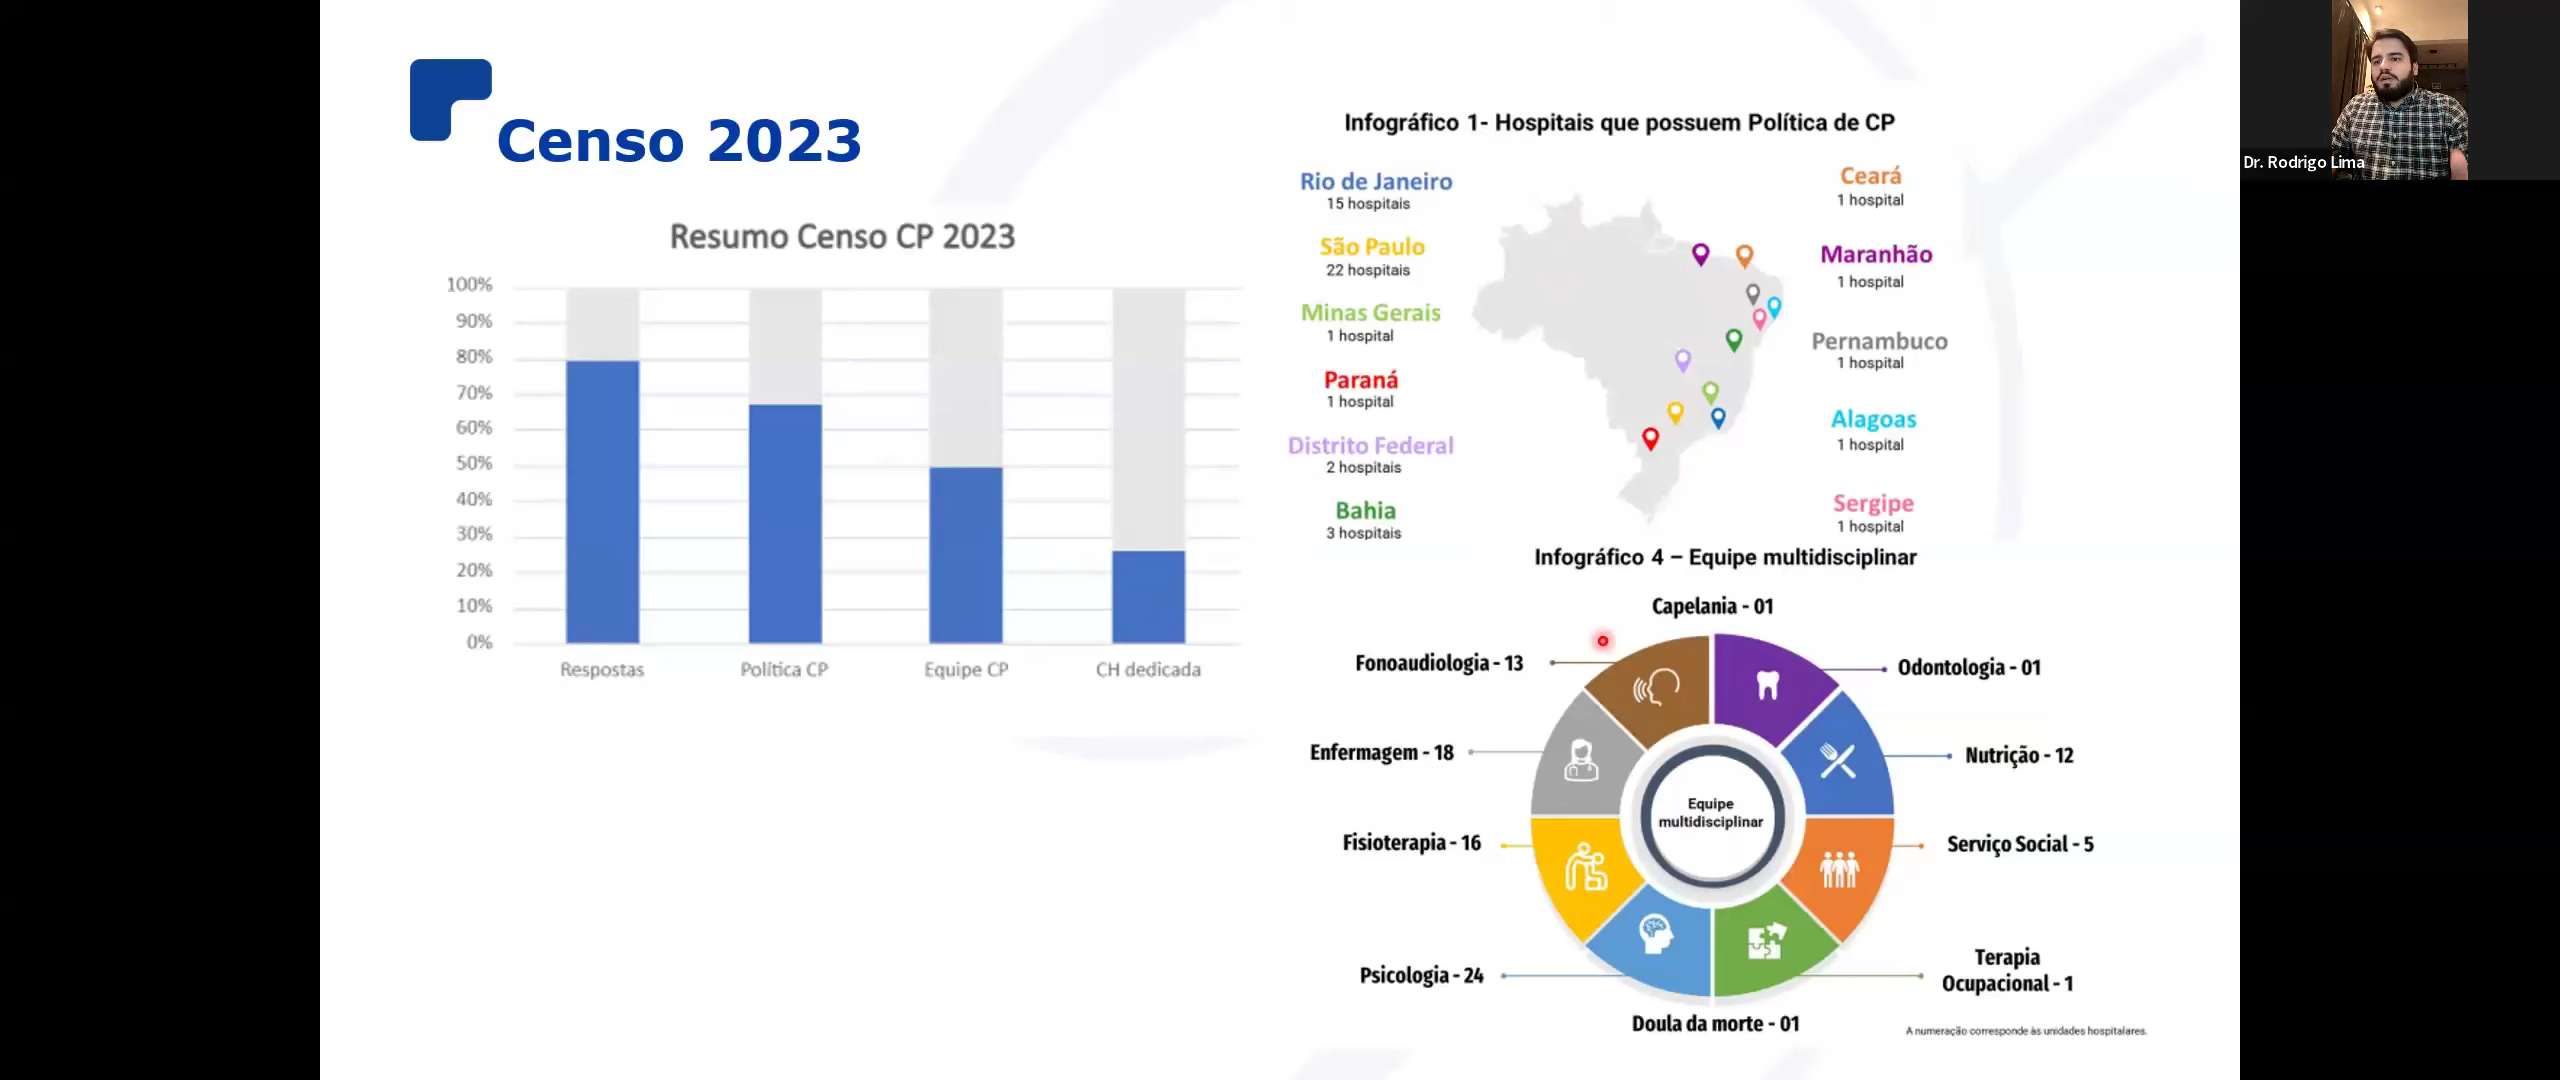 Censo 2023
Resumo Censo CP 2023
100%
90%
80%
70%
60%
50%
40%
30%
20%
10%
0%
Respostas
Política CP
Equipe CP
CH dedicada
Infográfico 1- Hospitais que possuem Política de CP
Rio de Janeiro
15 hospitais
São Paulo
22 hospitais
Minas Gerais
1 hospital
Paraná
1 hospital
Distrito Federal
2 hospitais
Bahia
3 hospitais
Ceará
1 hospital
Maranhão
1 hospital
Pernambuco
1 hospital
Alagoas
1 hospital
Sergipe
1 hospital
Infográfico 4 – Equipe multidisciplinar
Capelania - 01
Fonoaudiologia - 13
Odontologia - 01
Enfermagem - 18
Nutrição - 12
Equipe
multidisciplinar
Fisioterapia - 16
Serviço Social - 5
Psicologia - 24
Terapia
Ocupacional - 1
Doula da morte - 01
A numeração corresponde às unidades hospitalares.
Dr. Rodrigo Lima